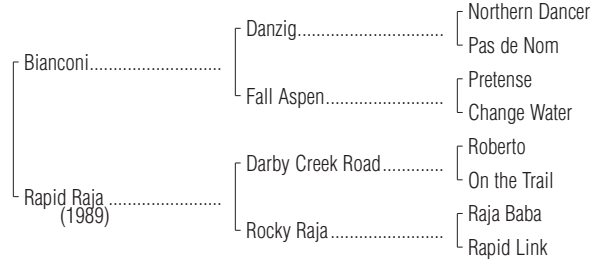 Northern Dancer
Danzig
Pas de Nom
Bianconi
Pretense
Fall Aspen
Change Water
Roberto
Darby Creek Road
On the Trail
Rapid Raja
(1989)
Raja Baba
Rocky Raja
Rapid Link